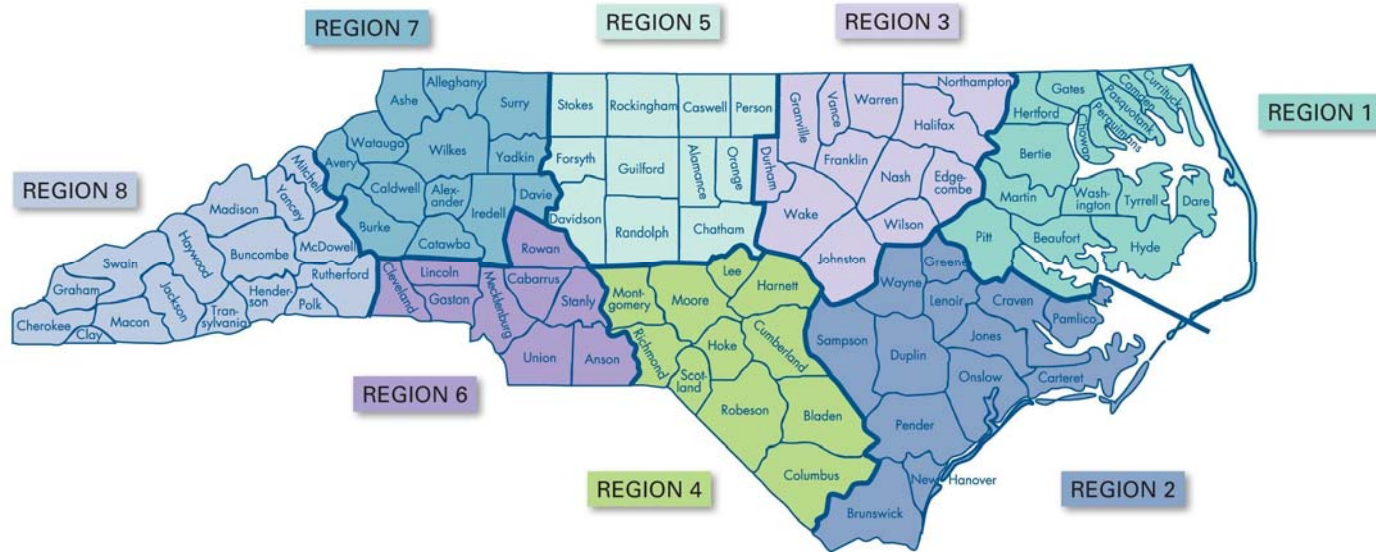 REGION 7
REGION 5
REGION 3
REGION 1
REGION 8
REGION 6
REGION 4
REGION 2
Ashe
Alleghany
Surry
Watauga
Wilkes
Yadkin
Avery
Caldwell
Alex-
ander
Iredell
Davie
Burke
Catawba
Stokes
Rockingham
Caswell
Person
Forsyth
Guilford
Alamance
Orange
Davidson
Randolph
Chatham
Granville
Vance
Warren
Northampton
Halifax
Durham
Franklin
Nash
Edge-
combe
Wake
Wilson
Johnston
Hertford
Gates
Camden
Currituck
Pasquotank
Perquimans
Chowan
Bertie
Martin
Wash-
ington
Tyrrell
Dare
Pitt
Beaufort
Hyde
Mitchell
Yancey
Madison
Haywood
Buncombe
McDowell
Swain
Rutherford
Graham
Jackson
Hender-
son
Polk
Tran-
sylvania
Cherokee
Clay
Macon
Rowan
Cleveland
Lincoln
Gaston
Mecklenburg
Cabarrus
Stanly
Union
Anson
Mont-
gomery
Moore
Lee
Harnett
Richmond
Hoke
Cumberland
Scot-
land
Robeson
Bladen
Columbus
Greene
Wayne
Lenoir
Craven
Pamlico
Sampson
Duplin
Jones
Onslow
Carteret
Pender
New Hanover
Brunswick